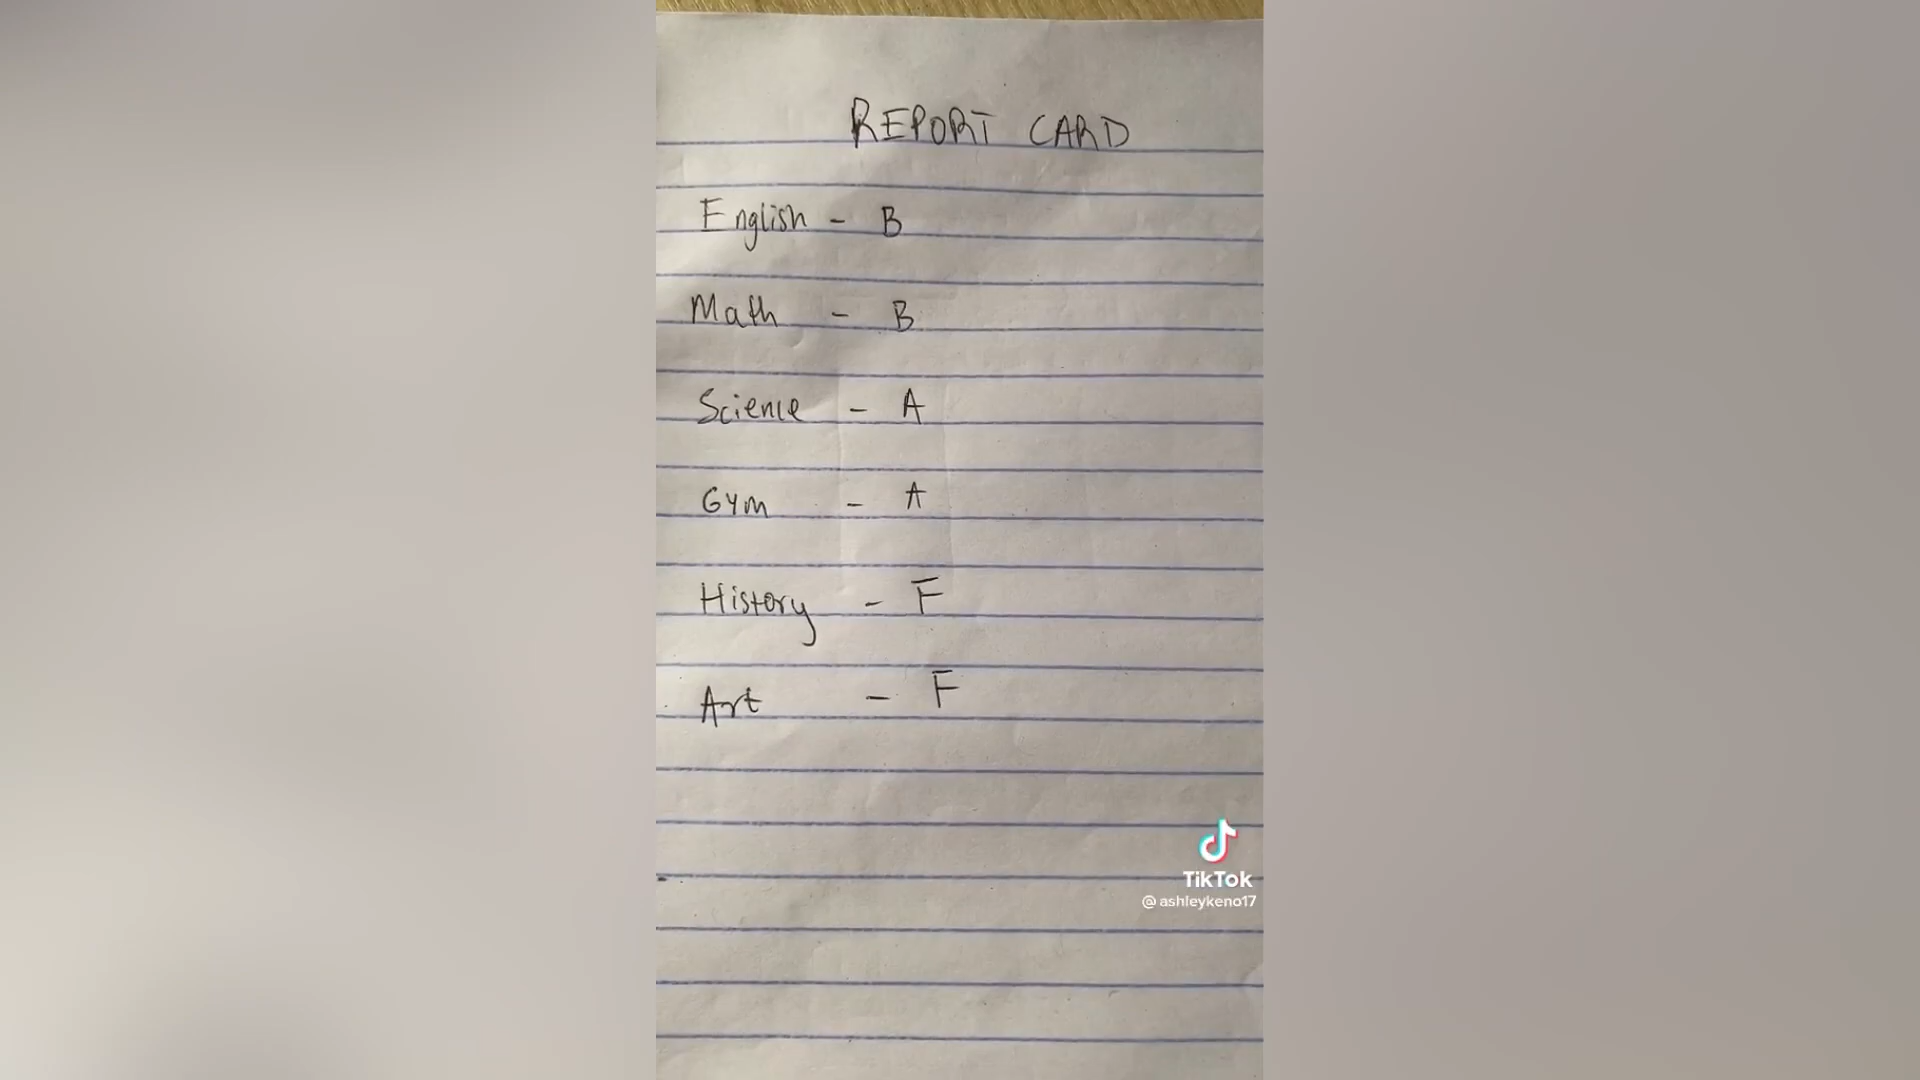 REPORT CARD
English - B
Math - B
Science - A
Gym - A
History - F
Art - F
TikTok
@ashleykeno17